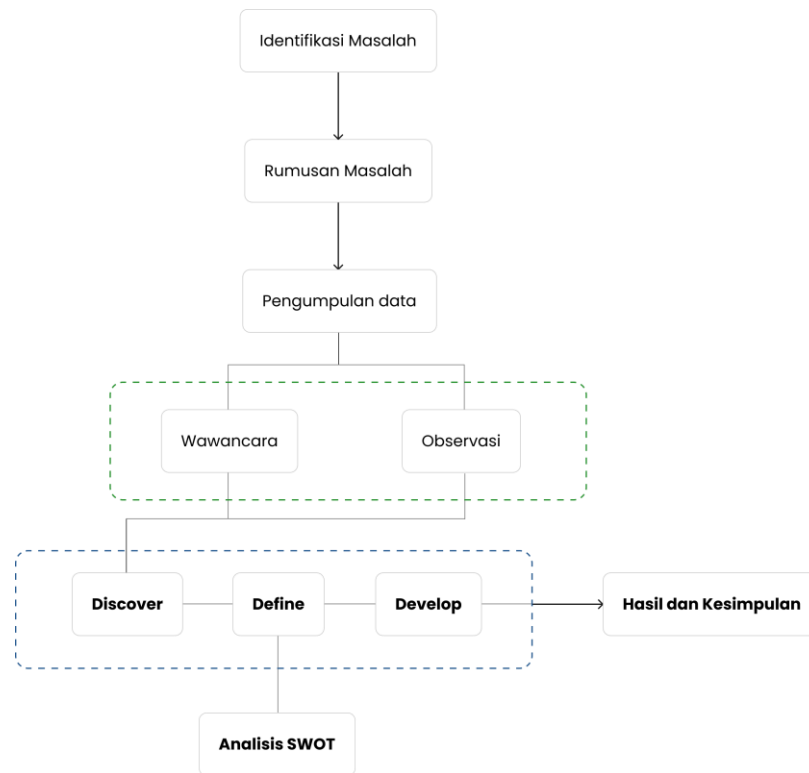 Identifikasi Masalah
Rumusan Masalah
Pengumpulan data
Wawancara
Observasi
Discover
Define
Develop
Hasil dan Kesimpulan
Analisis SWOT